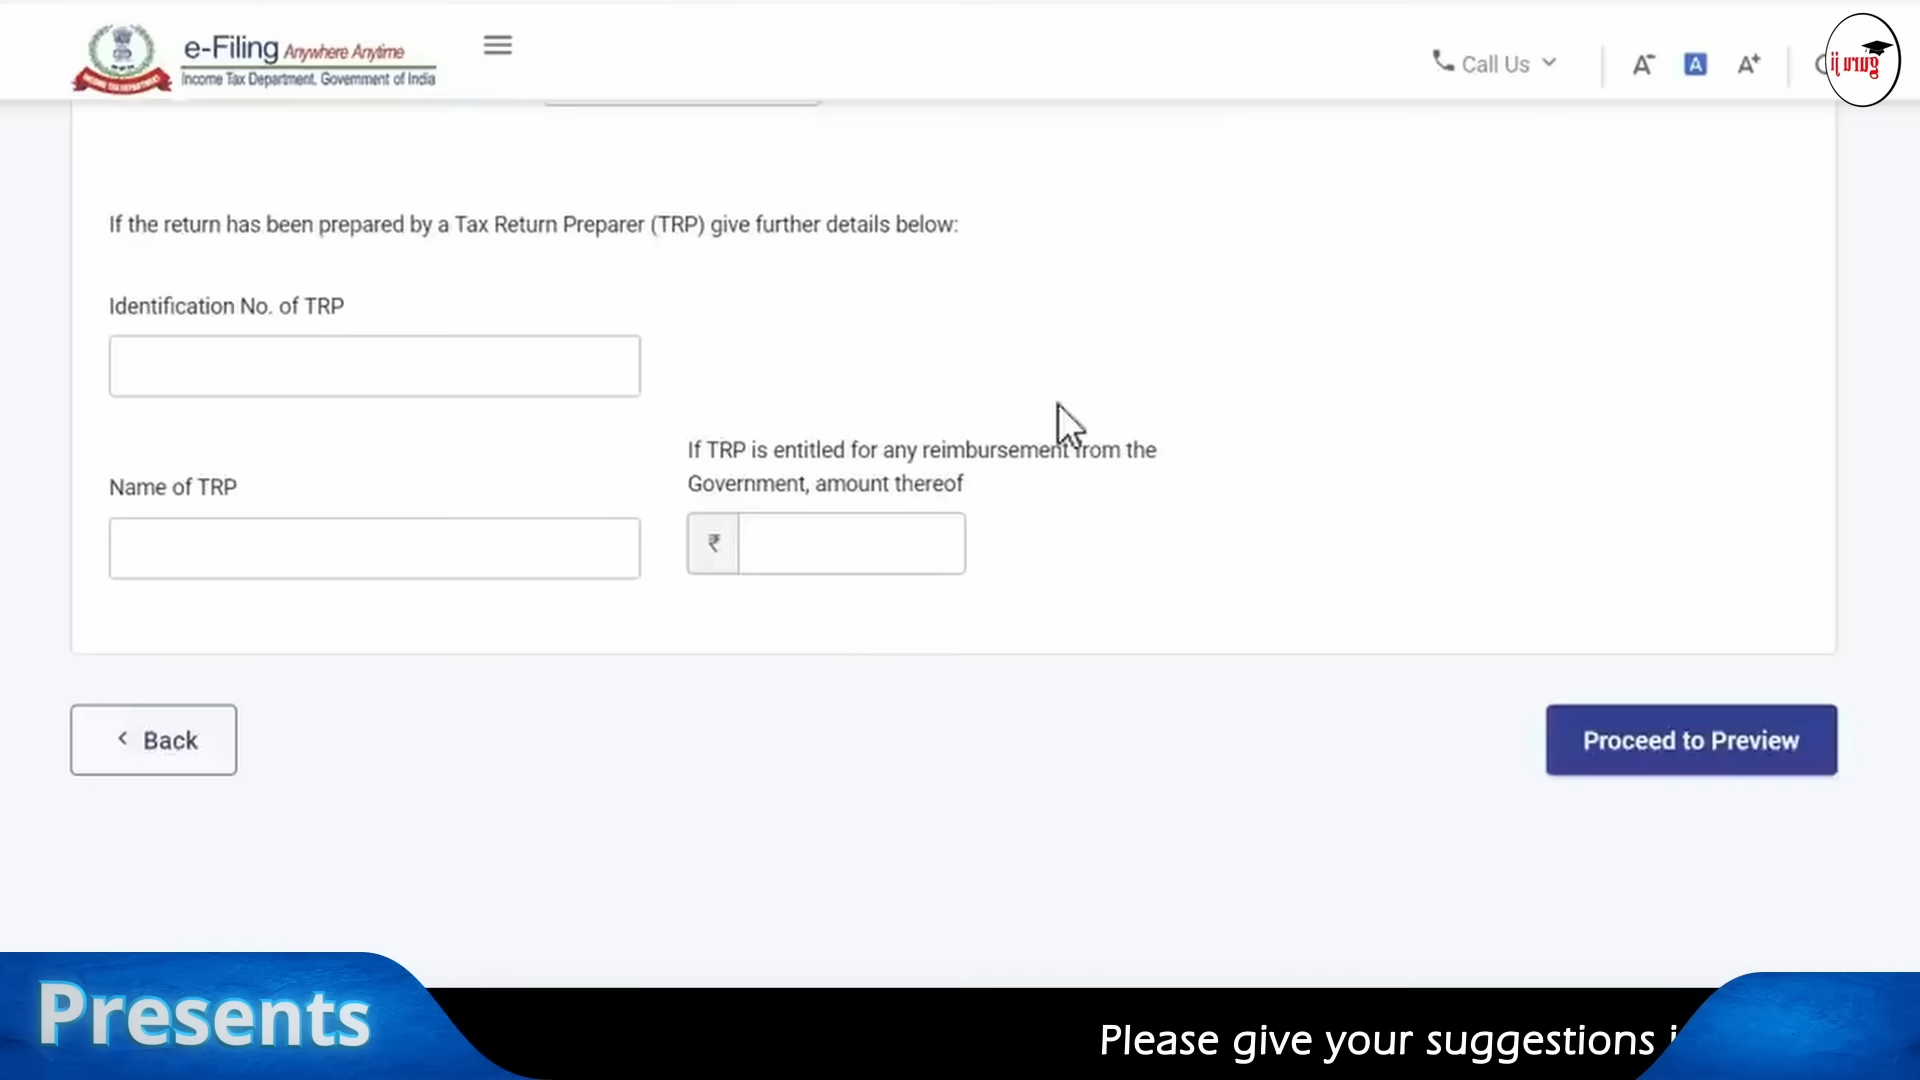 e-Filing Anywhere Anytime
Income Tax Department, Government of India
Call Us
A-
A
A+
If the return has been prepared by a Tax Return Preparer (TRP) give further details below:
Identification No. of TRP
If TRP is entitled for any reimbursement from the
Government, amount thereof
Name of TRP
₹
Back
Proceed to Preview
Presents
Please give your suggestions